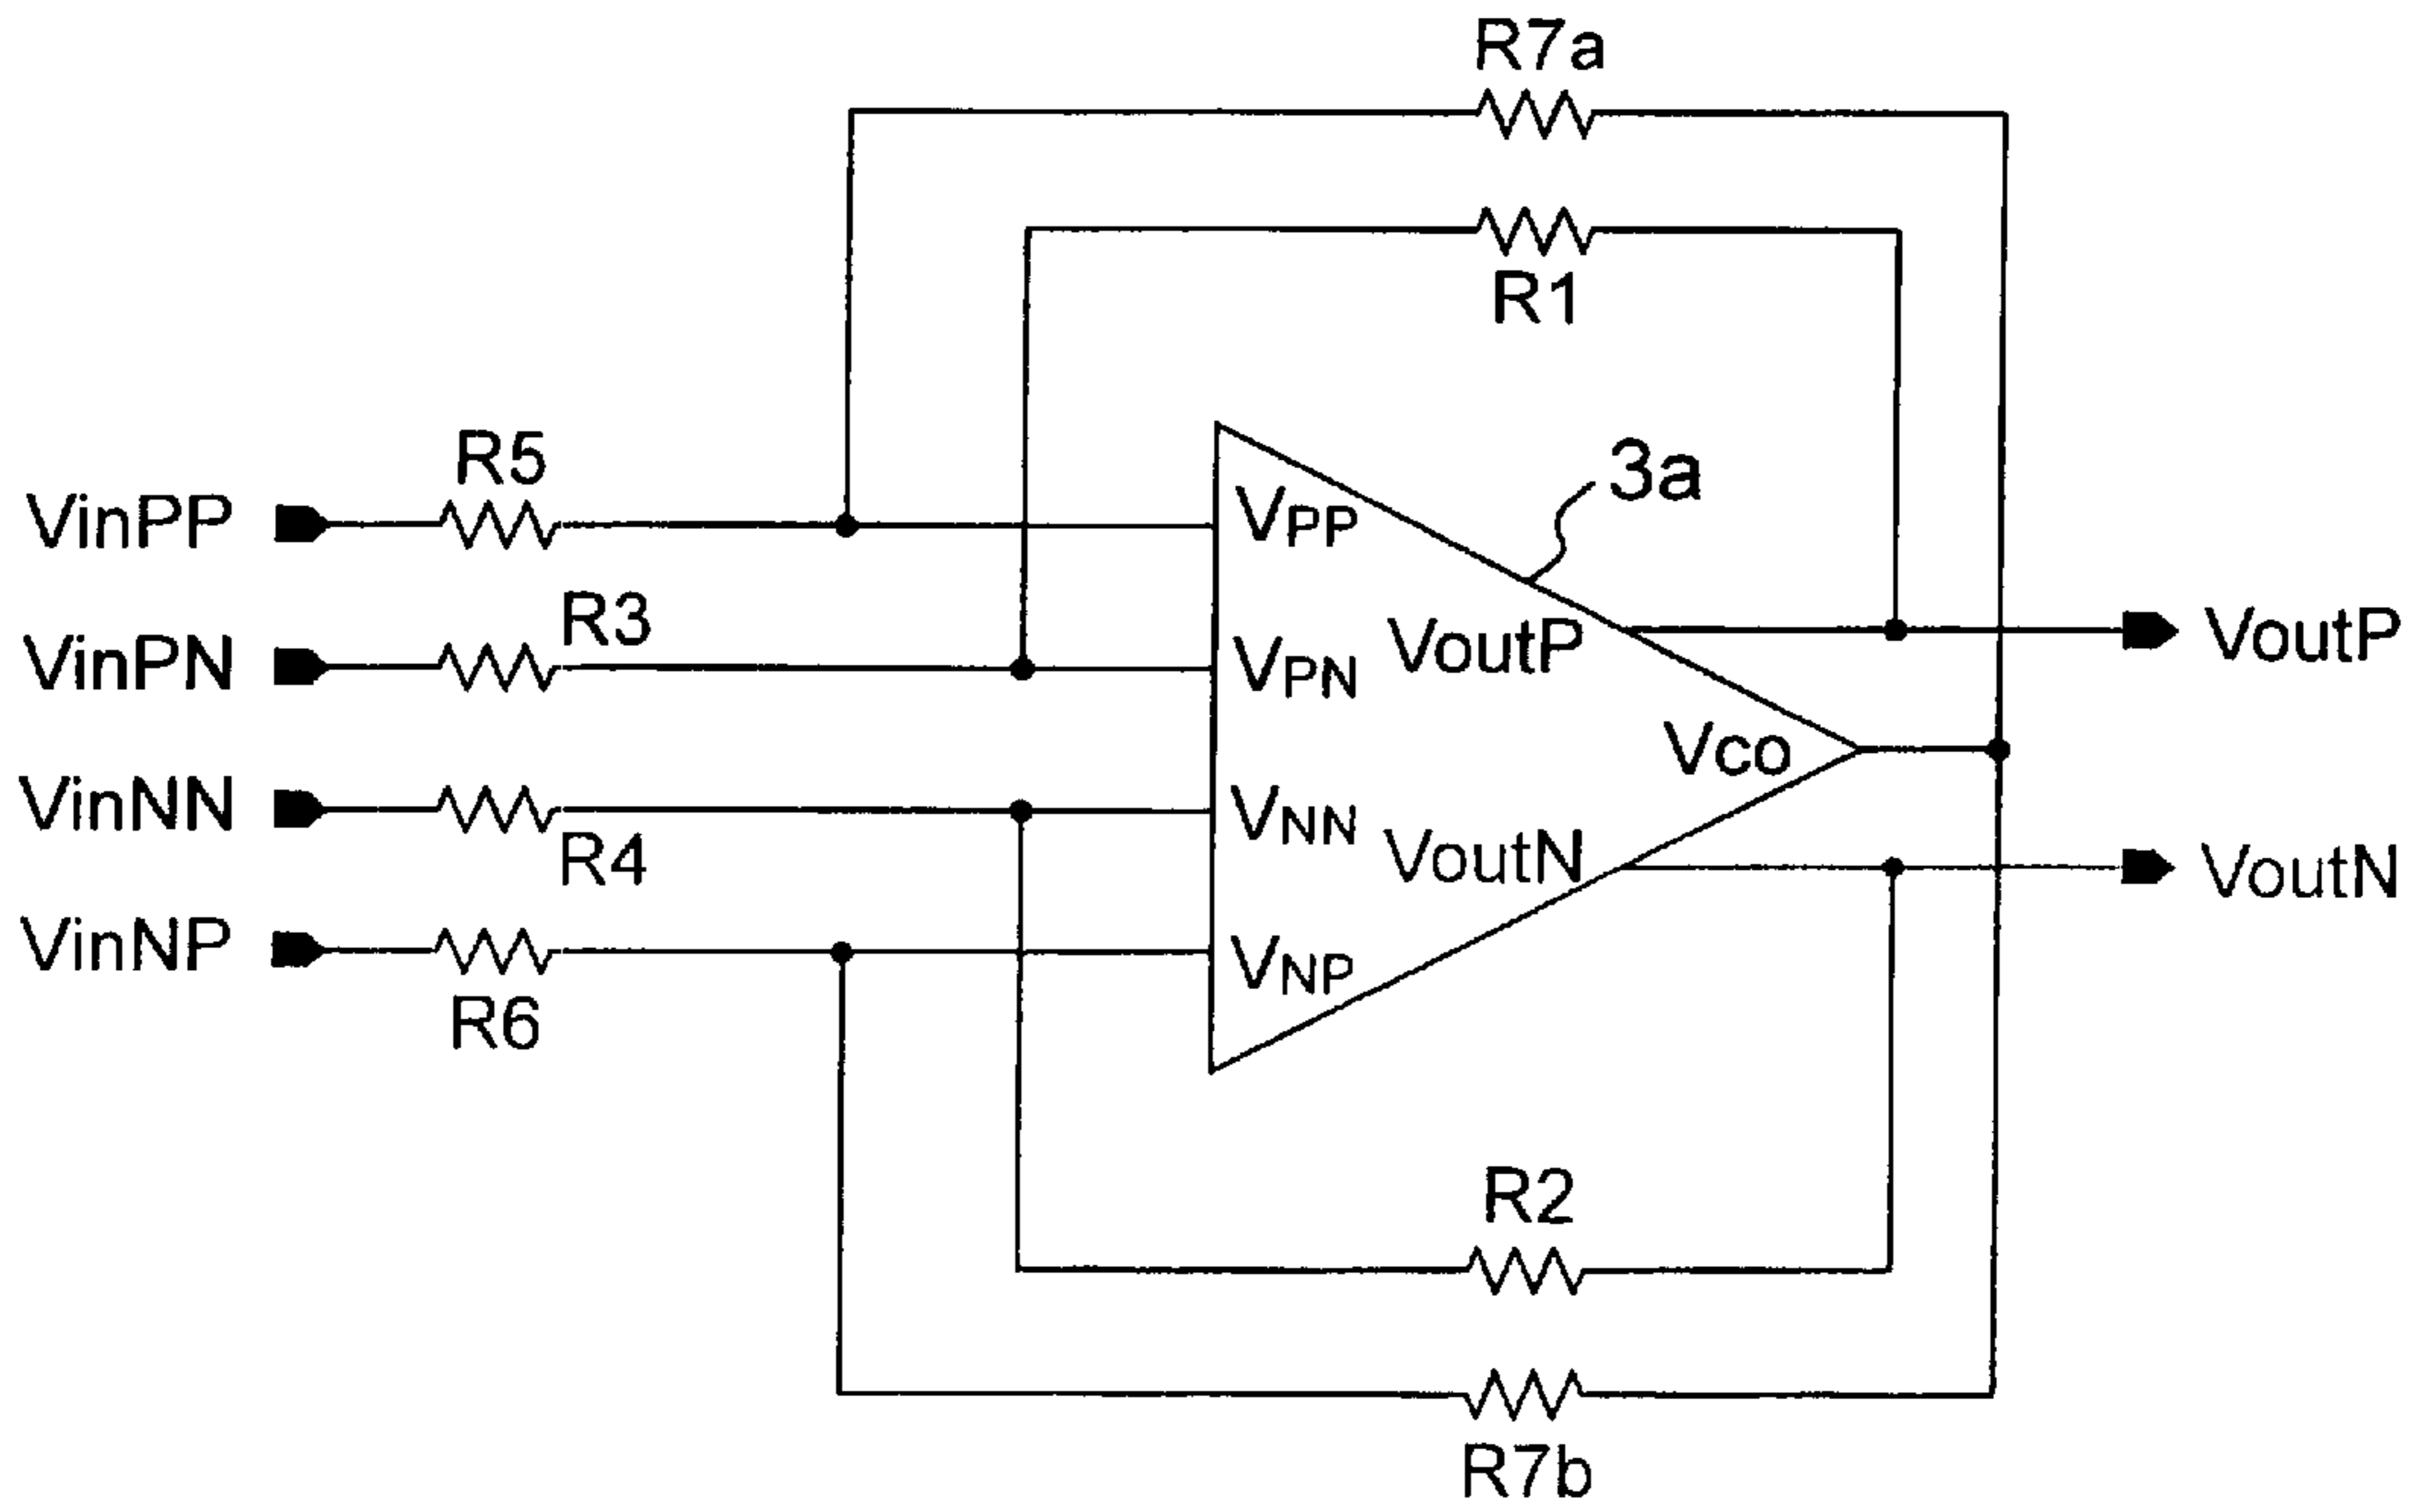 R7a
R1
R5
3a
VinPP
VPP
R3
VoutP
VoutP
VinPN
VPN
Vco
VinNN
VNN
R4
VoutN
VoutN
VinNP
VNP
R6
R2
R7b